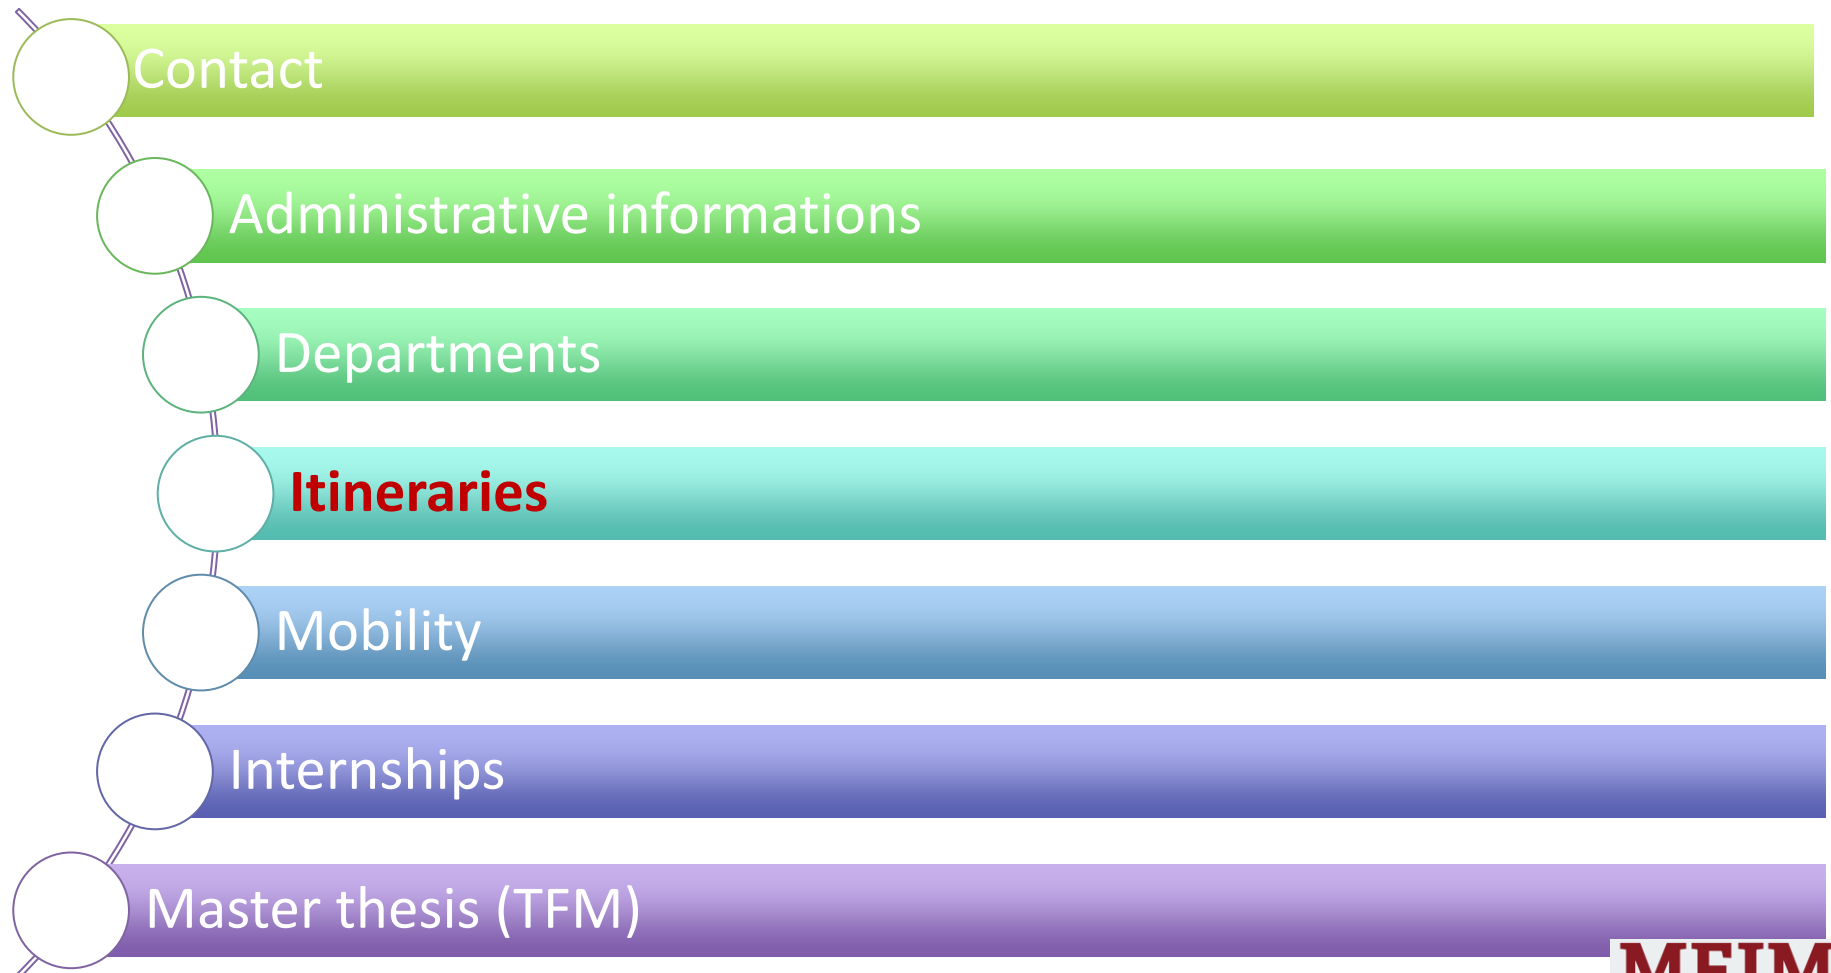 Contact
Administrative informations
Departments
Itineraries
Mobility
Internships
Master thesis (TFM)